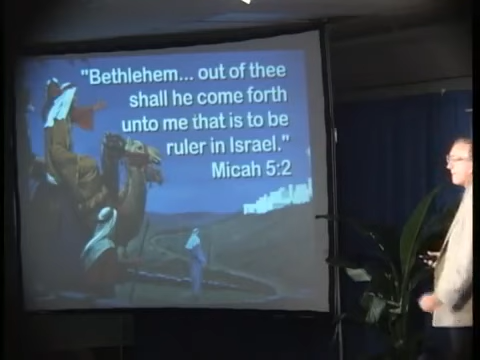 "Bethlehem... out of thee
shall he come forth
unto me that is to be
ruler in Israel."
Micah 5:2